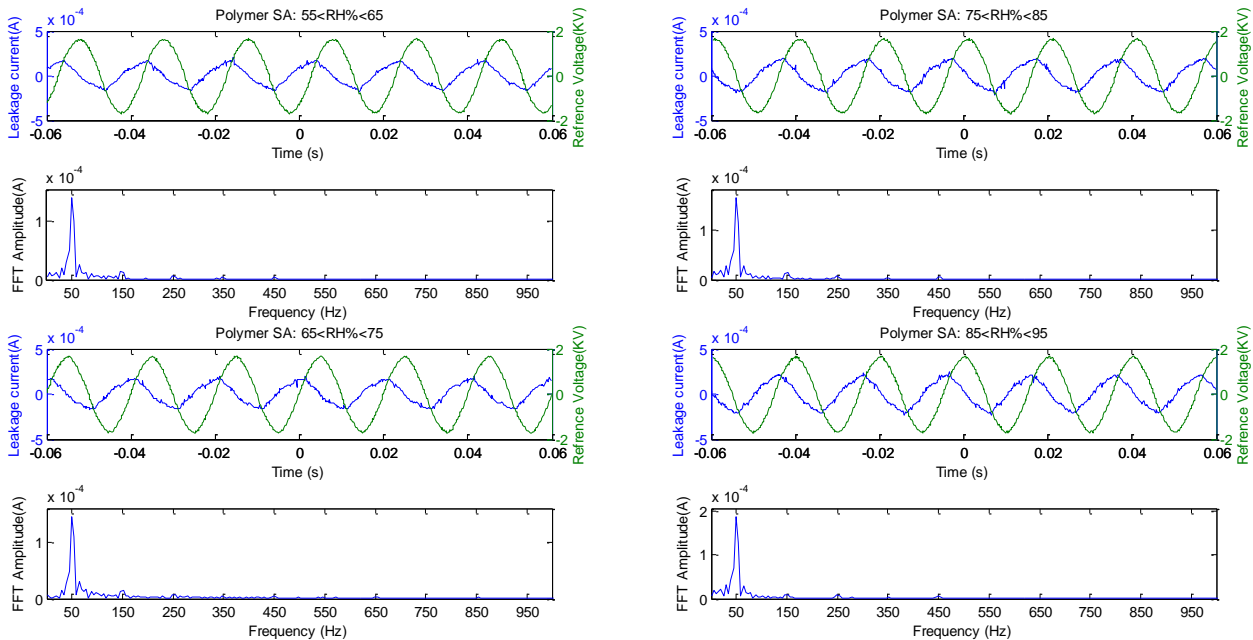 Polymer SA: 55<RH%<65
x 10^-4
Leakage current(A)
5
0
-5
Refrence Voltage(KV)
2
0
-2
-0.06 -0.04 -0.02 0 0.02 0.04 0.06
Time (s)
x 10^-4
FFT Amplitude(A)
1
0
50 150 250 350 450 550 650 750 850 950
Frequency (Hz)
Polymer SA: 65<RH%<75
x 10^-4
Leakage current(A)
5
0
-5
Refrence Voltage(KV)
2
0
-2
-0.06 -0.04 -0.02 0 0.02 0.04 0.06
Time (s)
x 10^-4
FFT Amplitude(A)
1
0
50 150 250 350 450 550 650 750 850 950
Frequency (Hz)
Polymer SA: 75<RH%<85
x 10^-4
Leakage current(A)
5
0
-5
Refrence Voltage(KV)
2
0
-2
-0.06 -0.04 -0.02 0 0.02 0.04 0.06
Time (s)
x 10^-4
FFT Amplitude(A)
1
0
50 150 250 350 450 550 650 750 850 950
Frequency (Hz)
Polymer SA: 85<RH%<95
x 10^-4
Leakage current(A)
5
0
-5
Refrence Voltage(KV)
2
0
-2
-0.06 -0.04 -0.02 0 0.02 0.04 0.06
Time (s)
x 10^-4
FFT Amplitude(A)
2
1
0
50 150 250 350 450 550 650 750 850 950
Frequency (Hz)